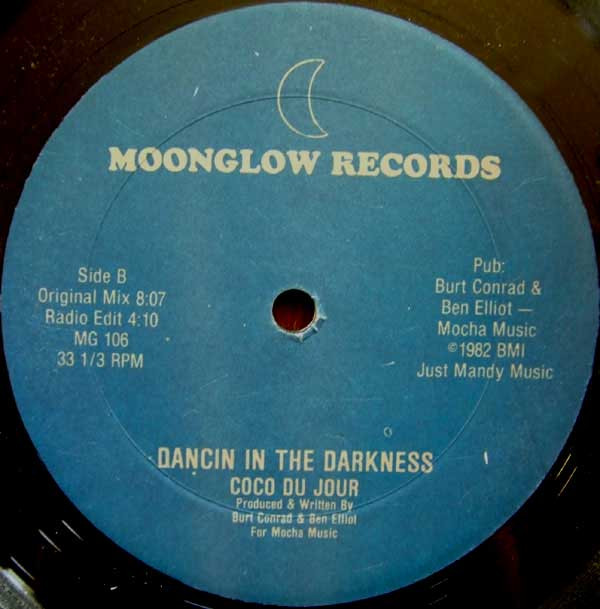 MOONGLOW RECORDS
Side B
Original Mix 8:07
Radio Edit 4:10
MG 106
33 1/3 RPM
Pub:
Burt Conrad &
Ben Elliot —
Mocha Music
©1982 BMI
Just Mandy Music
DANCIN IN THE DARKNESS
COCO DU JOUR
Produced & Written By
Burt Conrad & Ben Elliot
For Mocha Music